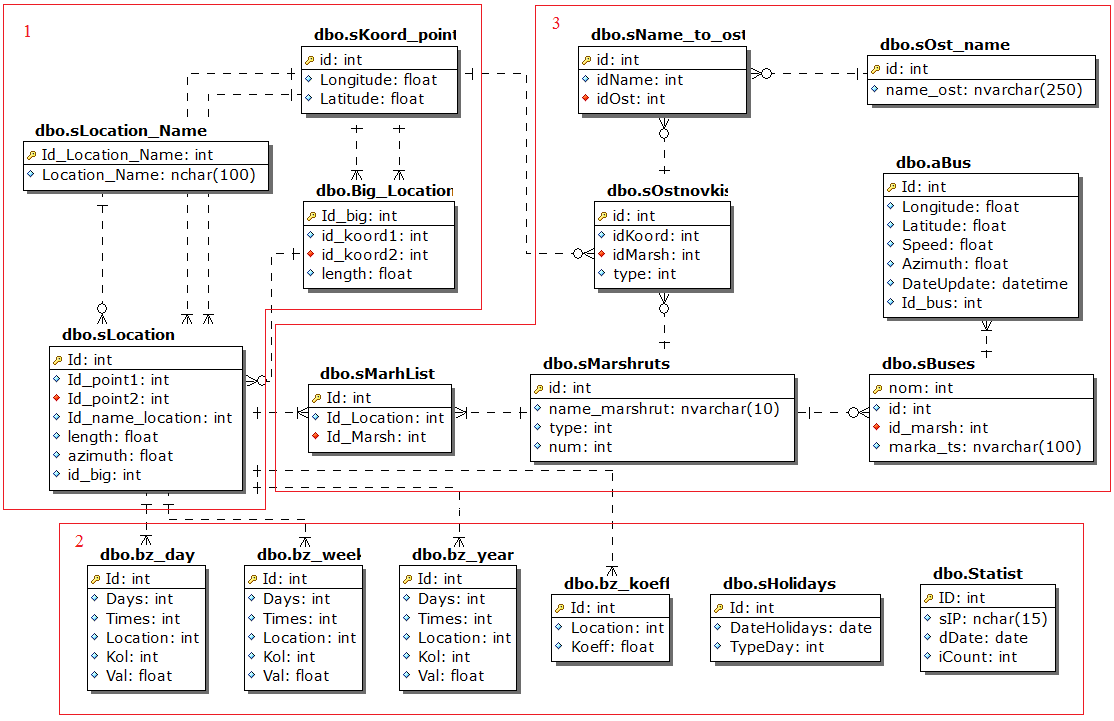 1
dbo.sKoord_point
id: int
Longitude: float
Latitude: float
dbo.sLocation_Name
Id_Location_Name: int
Location_Name: nchar(100)
dbo.Big_Location
Id_big: int
id_koord1: int
id_koord2: int
length: float
dbo.sLocation
Id: int
Id_point1: int
Id_point2: int
Id_name_location: int
length: float
azimuth: float
id_big: int
3
dbo.sName_to_ost
id: int
idName: int
idOst: int
dbo.sOst_name
id: int
name_ost: nvarchar(250)
dbo.sOstnovkis
id: int
idKoord: int
idMarsh: int
type: int
dbo.aBus
Id: int
Longitude: float
Latitude: float
Speed: float
Azimuth: float
DateUpdate: datetime
Id_bus: int
dbo.sMarhList
Id: int
Id_Location: int
Id_Marsh: int
dbo.sMarshruts
id: int
name_marshrut: nvarchar(10)
type: int
num: int
dbo.sBuses
nom: int
id: int
id_marsh: int
marka_ts: nvarchar(100)
2
dbo.bz_day
Id: int
Days: int
Times: int
Location: int
Kol: int
Val: float
dbo.bz_week
Id: int
Days: int
Times: int
Location: int
Kol: int
Val: float
dbo.bz_year
Id: int
Days: int
Times: int
Location: int
Kol: int
Val: float
dbo.bz_koeff
Id: int
Location: int
Koeff: float
dbo.sHolidays
Id: int
DateHolidays: date
TypeDay: int
dbo.Statist
ID: int
sIP: nchar(15)
dDate: date
iCount: int